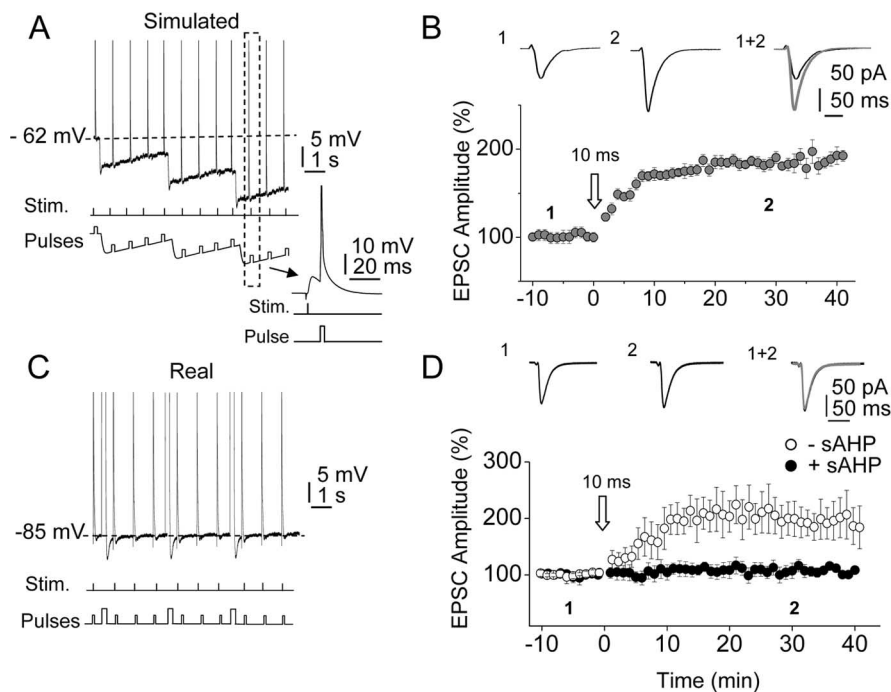 A
Simulated
- 62 mV
5 mV
1 s
Stim.
Pulses
10 mV
20 ms
Stim.
Pulse
B
1
2
1+2
50 pA
50 ms
EPSC Amplitude (%)
200
100
10 ms
1
2
-10
0
10
20
30
40
C
Real
5 mV
1 s
-85 mV
Stim.
Pulses
D
1
2
1+2
50 pA
50 ms
- sAHP
+ sAHP
EPSC Amplitude (%)
300
200
100
10 ms
1
2
-10
0
10
20
30
40
Time (min)